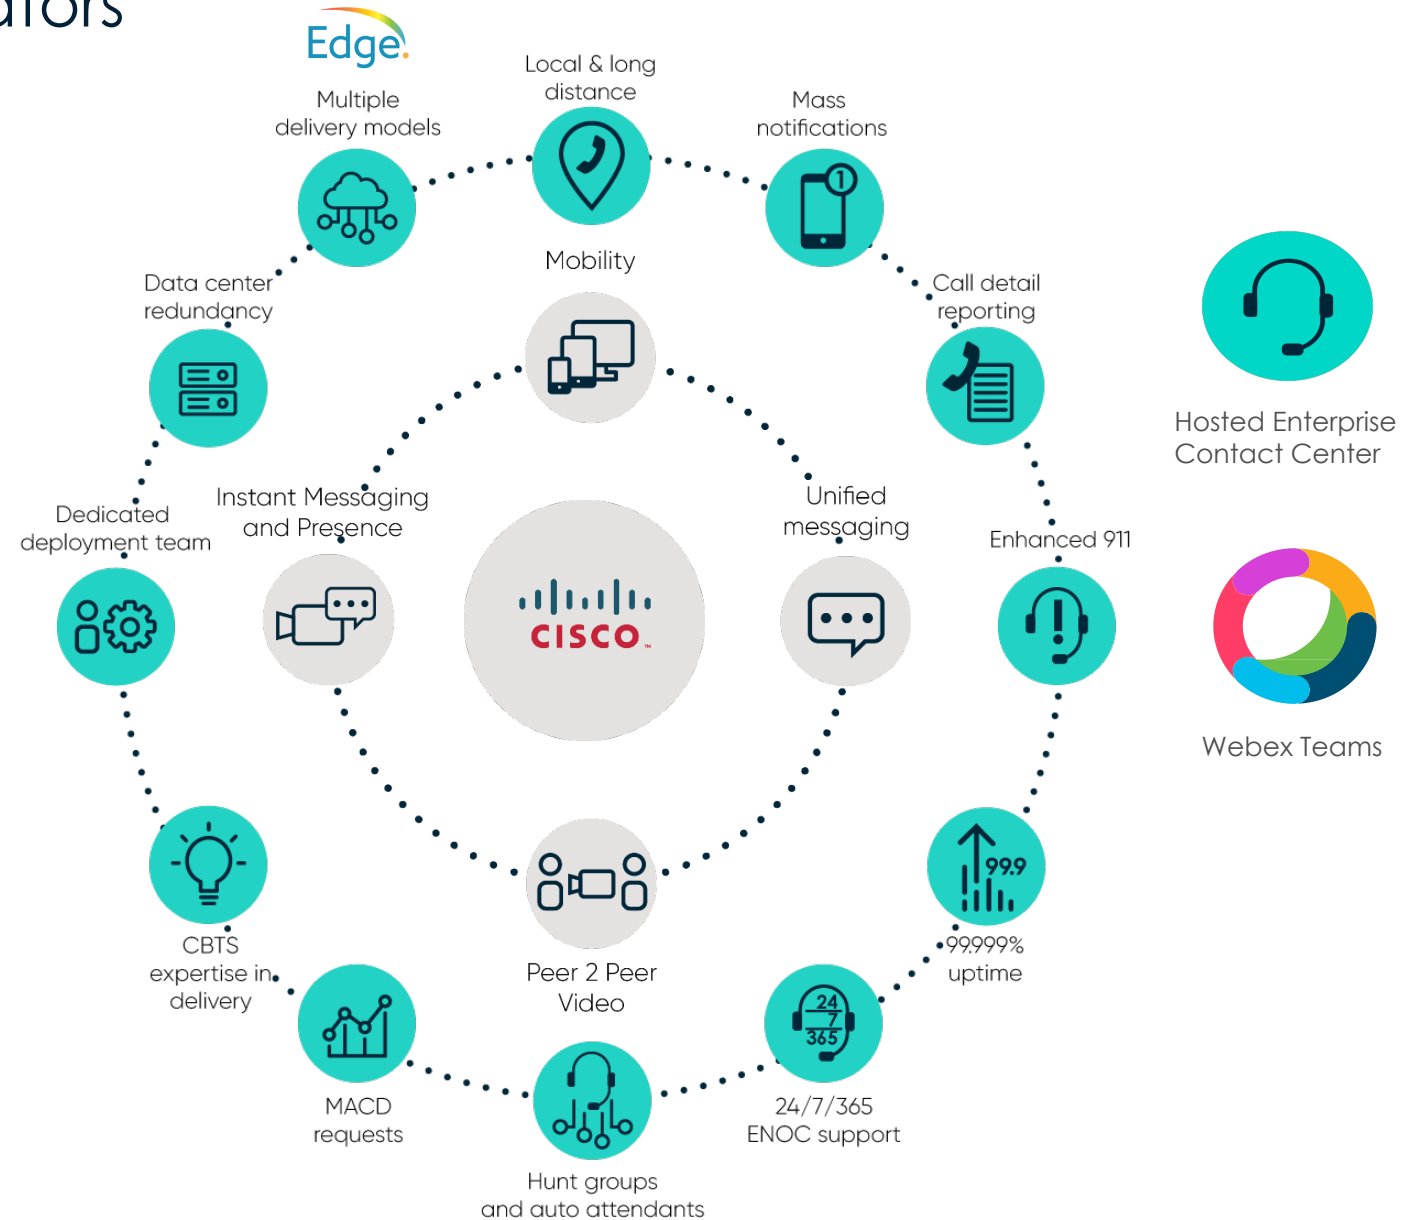 Edge.
Local & long
distance
Multiple
delivery models
Mass
notifications
1
Mobility
Data center
redundancy
Call detail
reporting
Hosted Enterprise
Contact Center
Instant Messaging
and Presence
Unified
messaging
Dedicated
deployment team
Enhanced 911
CISCO
TM
Webex Teams
99.9
CBTS
expertise in
delivery
99.999%
uptime
Peer 2 Peer
Video
24
7
365
MACD
requests
24/7/365
ENOC support
Hunt groups
and auto attendants